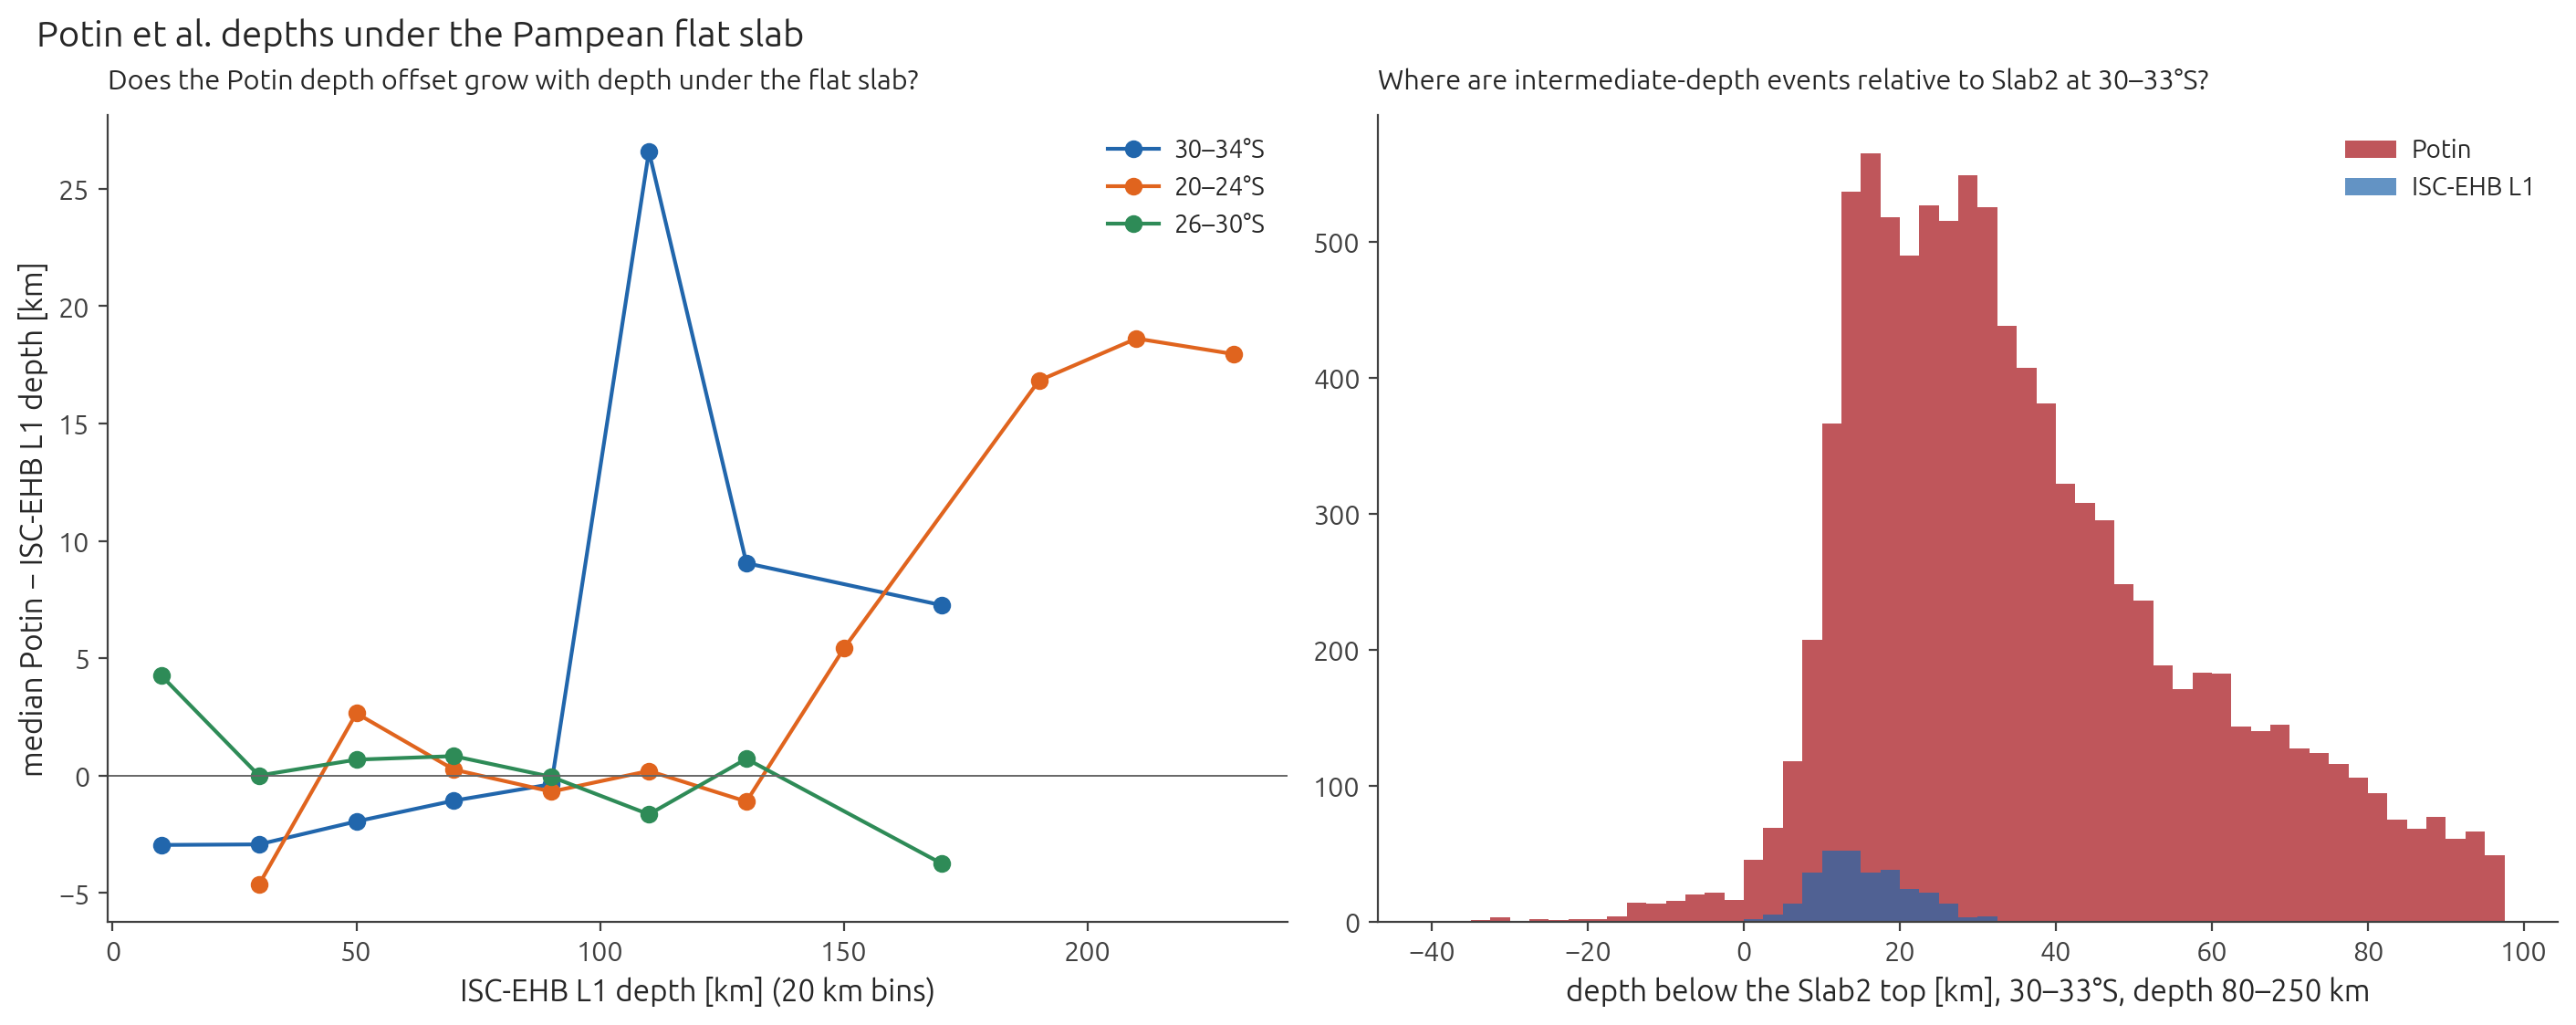 Potin et al. depths under the Pampean flat slab
Does the Potin depth offset grow with depth under the flat slab?
median Potin – ISC-EHB L1 depth [km]
25
20
15
10
5
0
−5
0
50
100
150
200
ISC-EHB L1 depth [km] (20 km bins)
30–34°S
20–24°S
26–30°S
Where are intermediate-depth events relative to Slab2 at 30–33°S?
500
400
300
200
100
0
−40
−20
0
20
40
60
80
100
depth below the Slab2 top [km], 30–33°S, depth 80–250 km
Potin
ISC-EHB L1